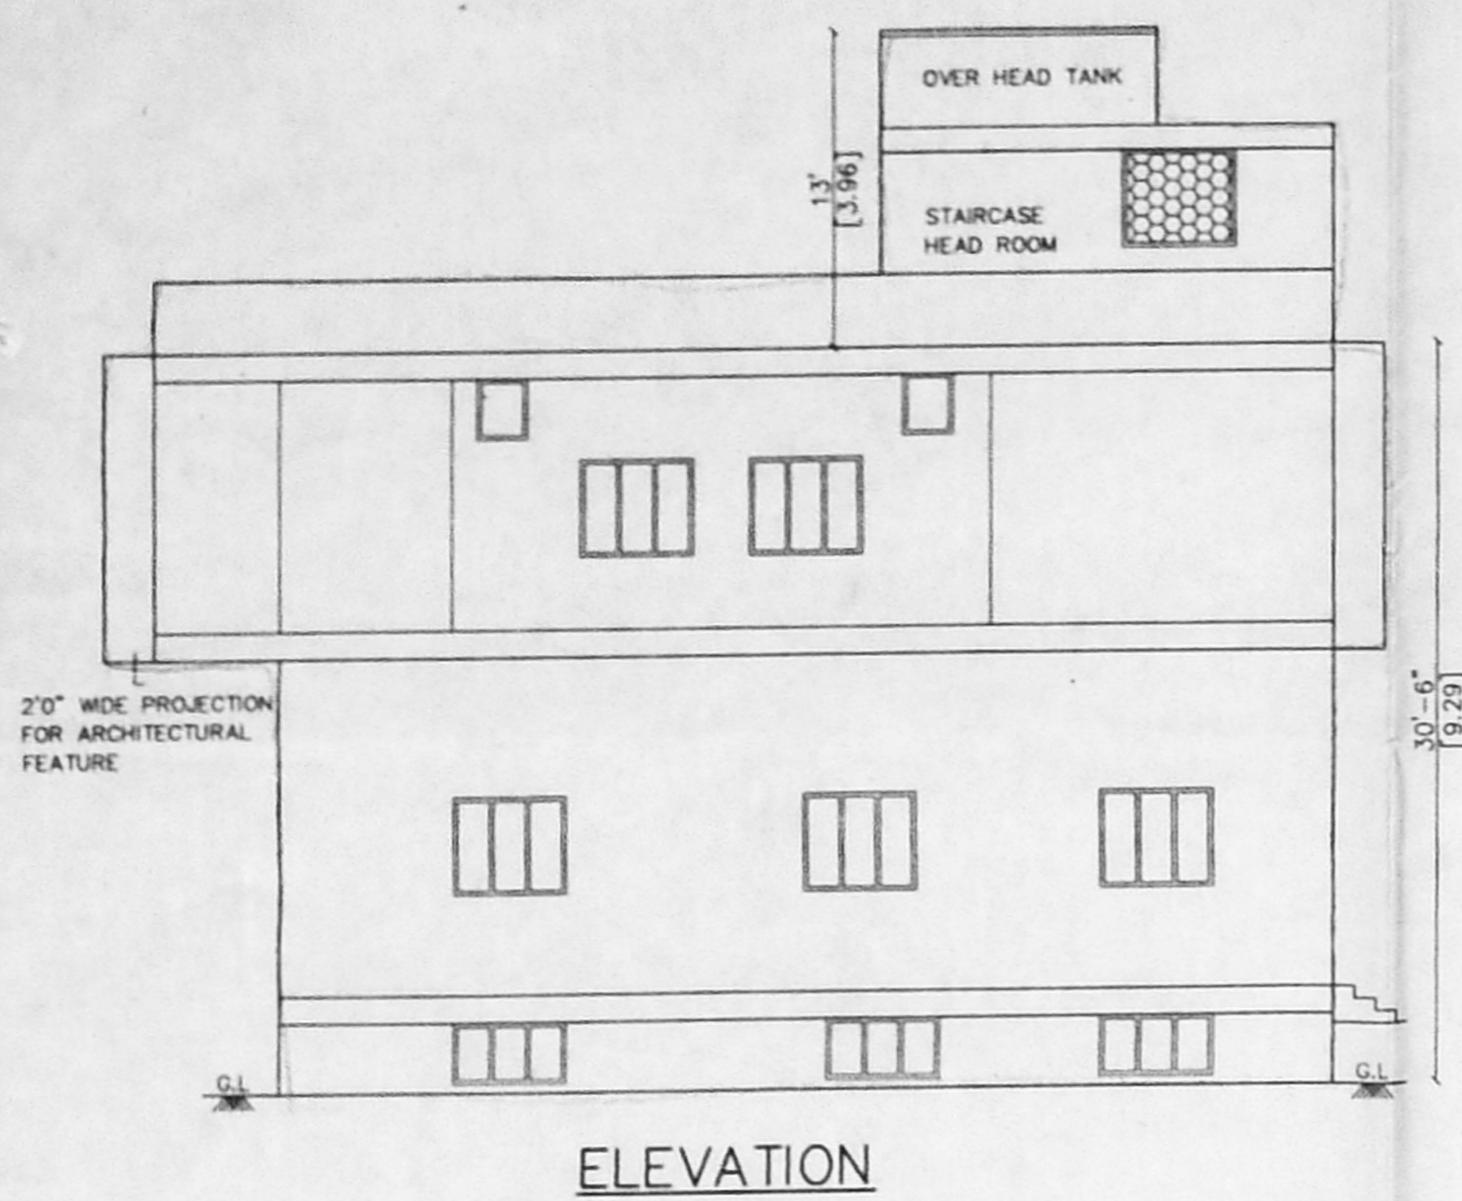 OVER HEAD TANK
13'
[3.96]
STAIRCASE
HEAD ROOM
2'0" WIDE PROJECTION
FOR ARCHITECTURAL
FEATURE
30'-6"
[9.29]
G.L
G.L
ELEVATION